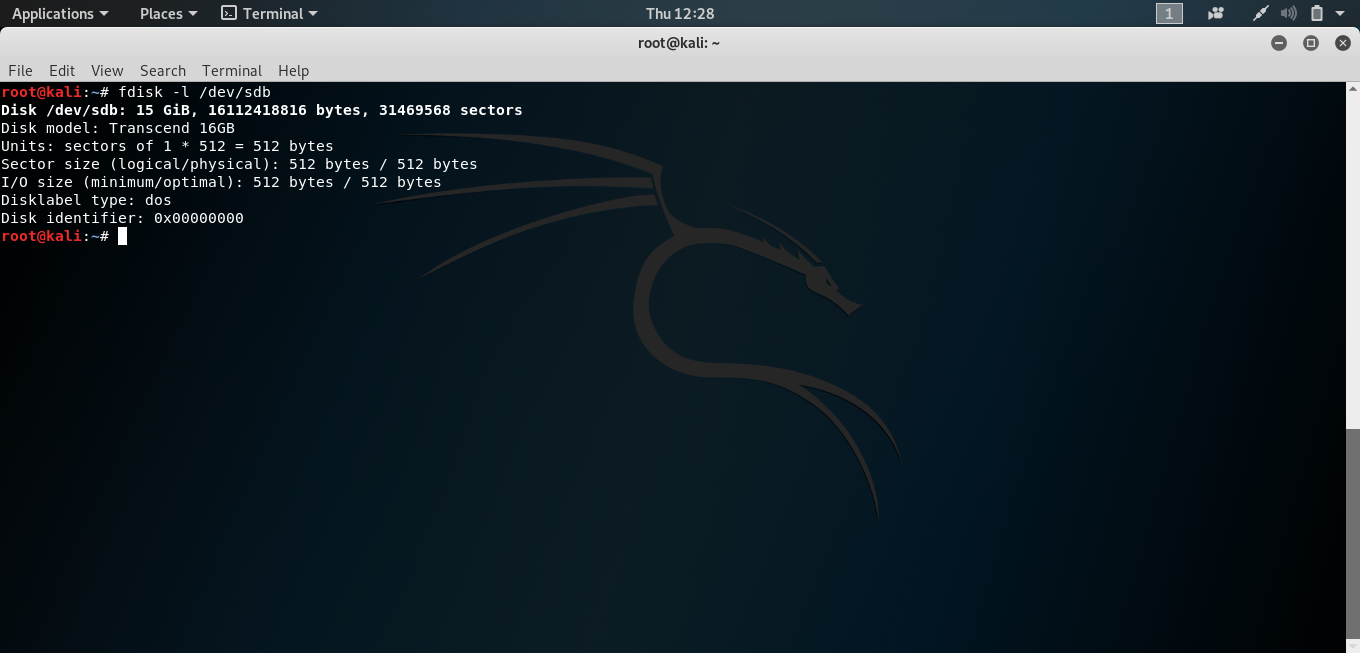 Applications Places Terminal Thu 12:28 1
root@kali: ~
File Edit View Search Terminal Help
root@kali:~# fdisk -l /dev/sdb
Disk /dev/sdb: 15 GiB, 16112418816 bytes, 31469568 sectors
Disk model: Transcend 16GB
Units: sectors of 1 * 512 = 512 bytes
Sector size (logical/physical): 512 bytes / 512 bytes
I/O size (minimum/optimal): 512 bytes / 512 bytes
Disklabel type: dos
Disk identifier: 0x00000000
root@kali:~#